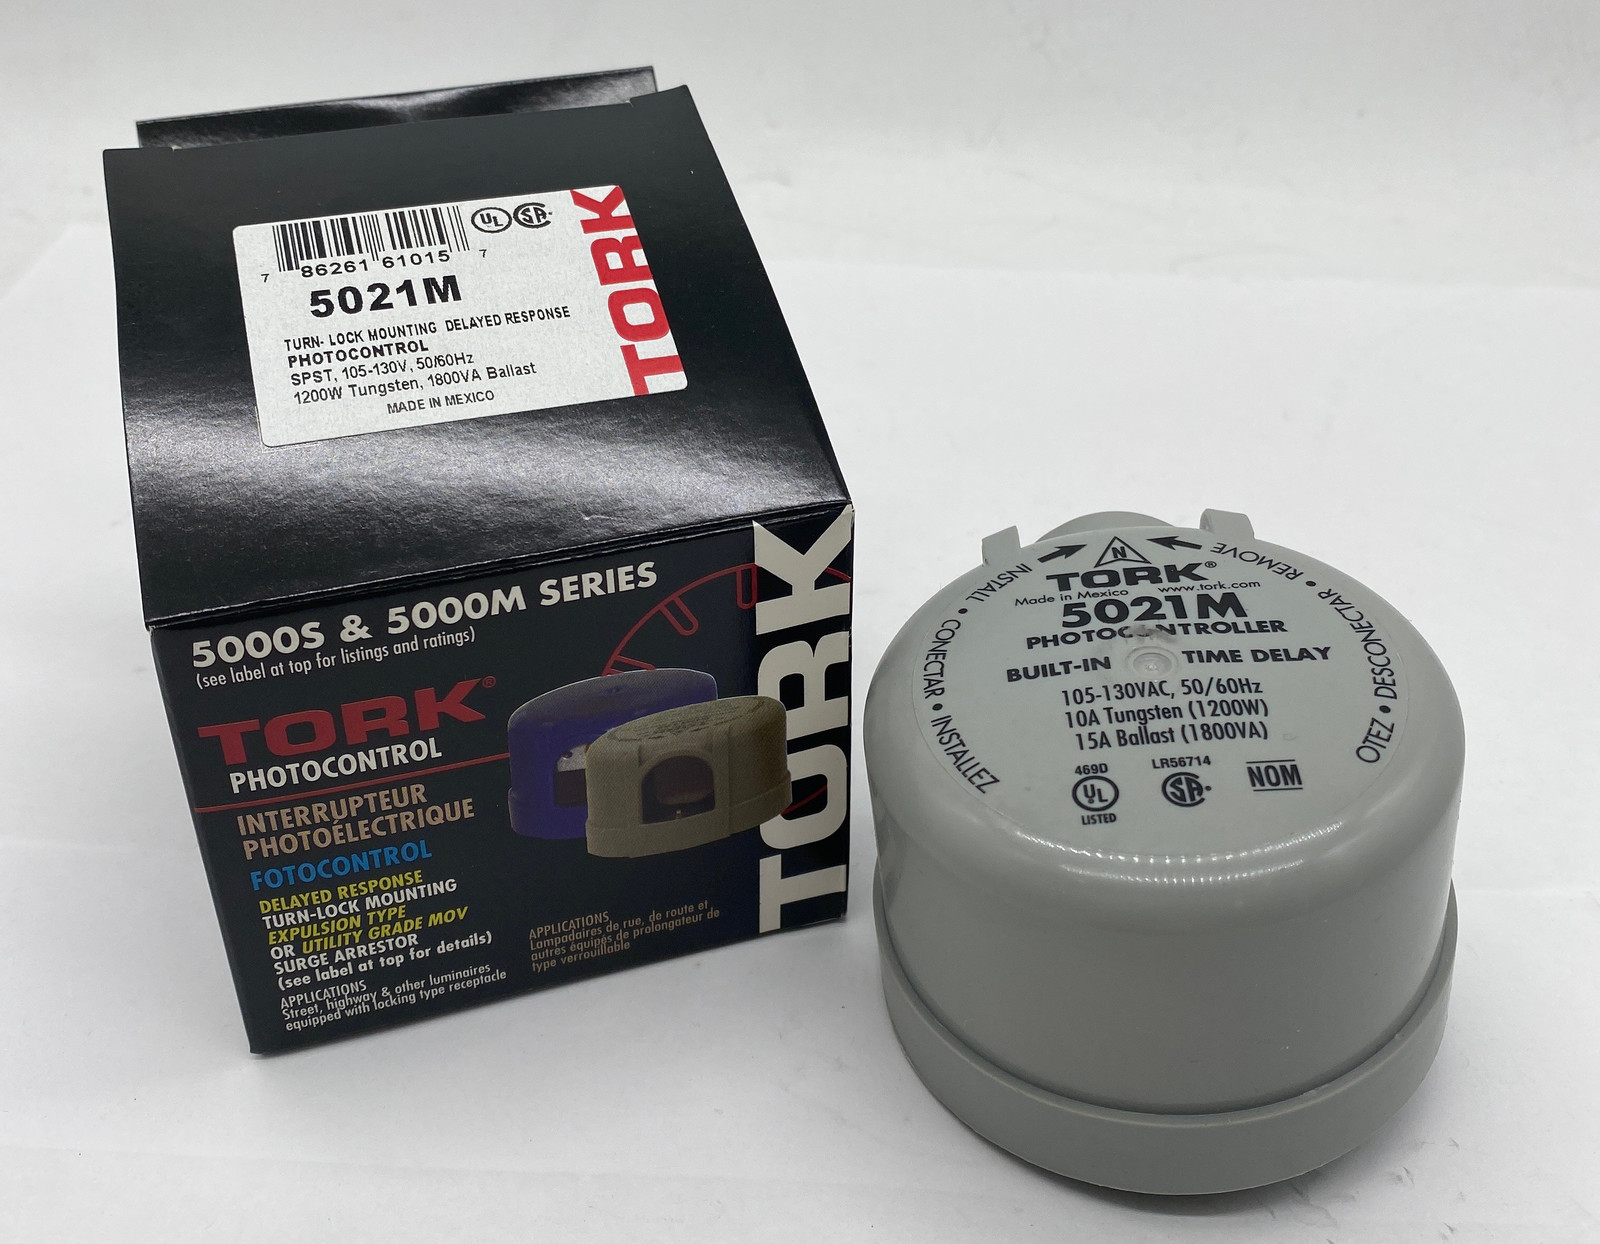 7 86261 61015 7
UL SA
TORK
5021M
TURN- LOCK MOUNTING DELAYED RESPONSE
PHOTOCONTROL
SPST, 105-130V, 50/60Hz
1200W Tungsten, 1800VA Ballast
MADE IN MEXICO
5000S & 5000M SERIES
(see label at top for listings and ratings)
TORK®
PHOTOCONTROL
INTERRUPTEUR
PHOTOÉLECTRIQUE
FOTOCONTROL
DELAYED RESPONSE
TURN-LOCK MOUNTING
EXPULSION TYPE
OR UTILITY GRADE MOV
SURGE ARRESTOR
(see label at top for details)
APPLICATIONS
Street, highway & other luminaires
equipped with locking type receptacle
APPLICATIONS
Lampadaires de rue, de route et
autres équipés de prolongateur de
type verrouillable
TORK
N
INSTALL • CONECTAR • INSTALLEZ
REMOVE • DESCONECTAR • OTEZ
TORK®
Made in Mexico www.tork.com
5021M
PHOTOCONTROLLER
BUILT-IN TIME DELAY
105-130VAC, 50/60Hz
10A Tungsten (1200W)
15A Ballast (1800VA)
469D LR56714
UL SA NOM
LISTED